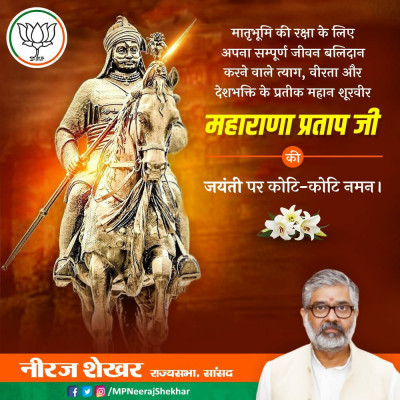 मातृभूमि की रक्षा के लिए
अपना सम्पूर्ण जीवन बलिदान
करने वाले त्याग, वीरता और
देशभक्ति के प्रतीक महान शूरवीर
महाराणा प्रताप जी
की
जयंती पर कोटि-कोटि नमन।
नीरज शेखर राज्यसभा. सांसद
/MPNeerajShekhar